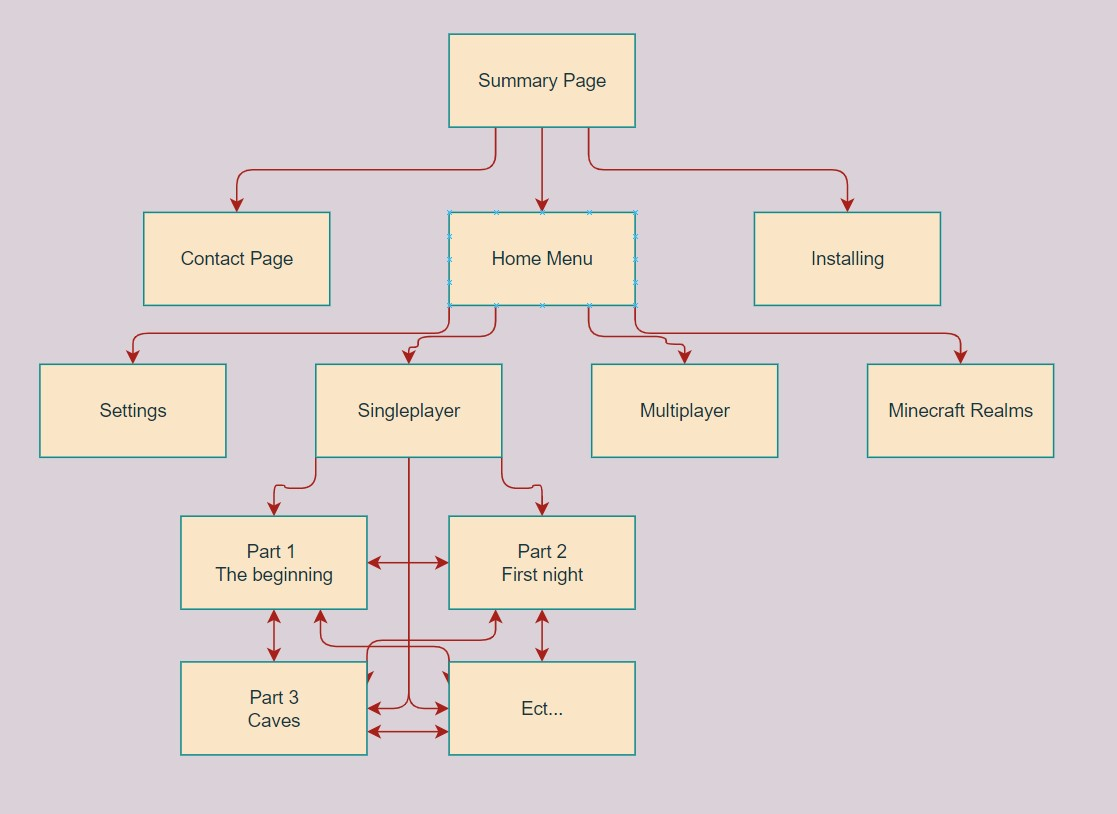 Summary Page
Contact Page
Home Menu
Installing
Settings
Singleplayer
Multiplayer
Minecraft Realms
Part 1
The beginning
Part 2
First night
Part 3
Caves
Ect...